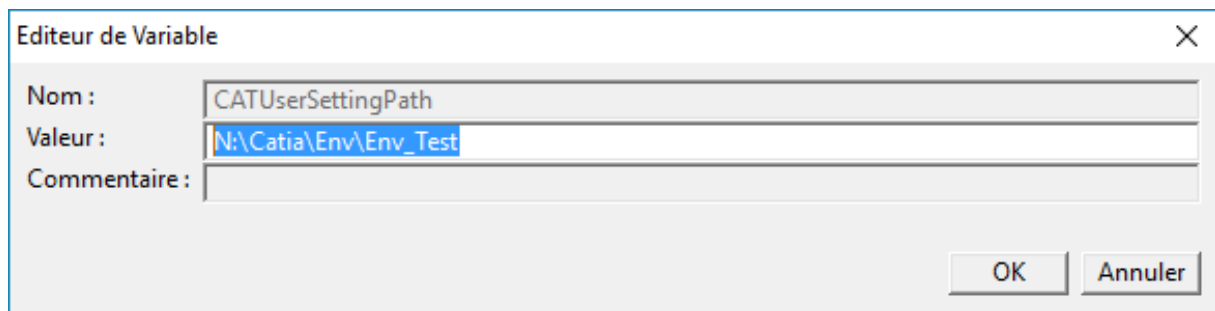 Editeur de Variable
Nom : CATUserSettingPath
Valeur : N:\Catia\Env\Env_Test
Commentaire :
OK Annuler